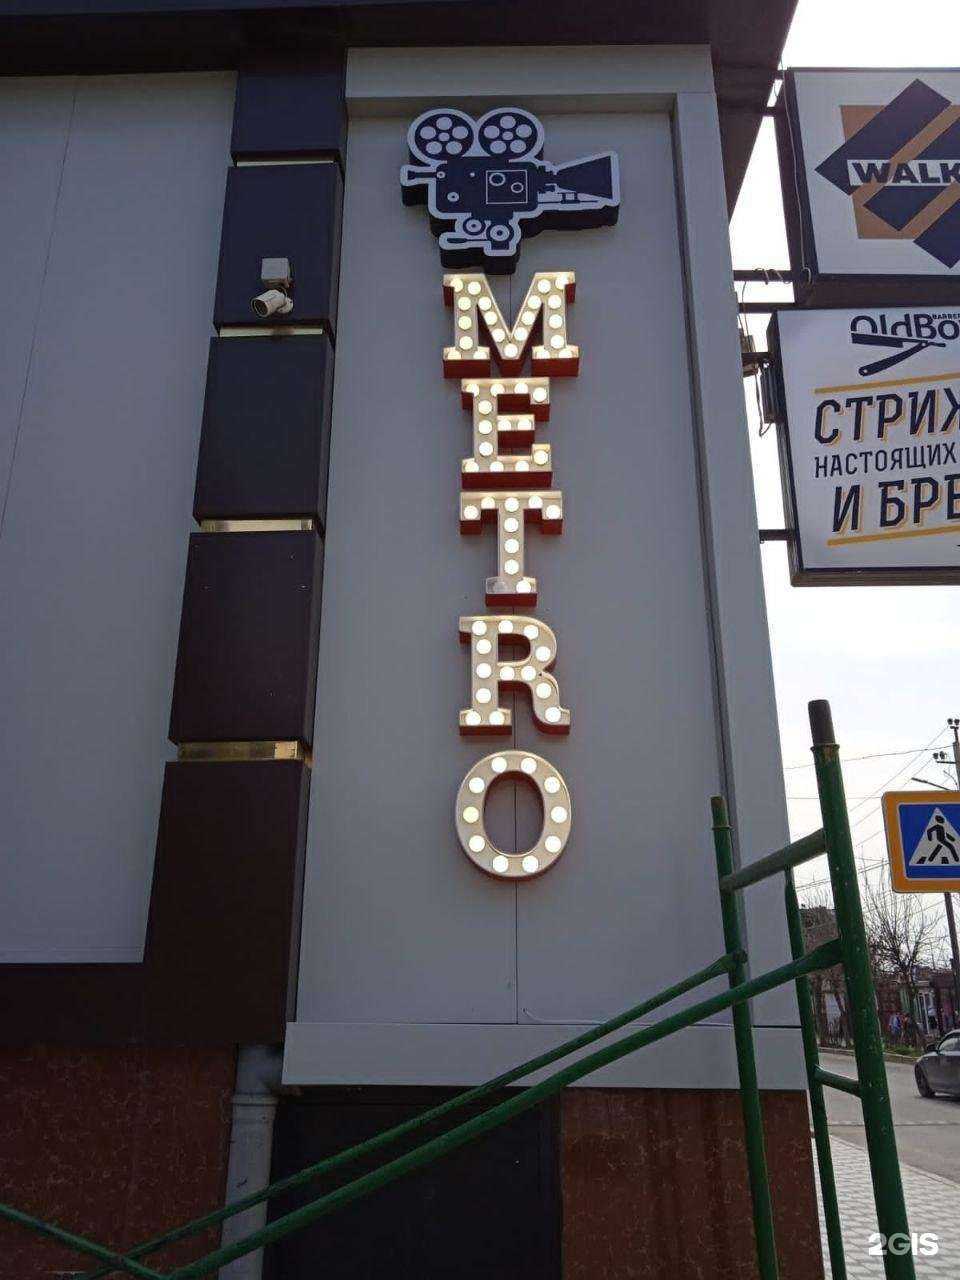 METRO
WALK
OldBo
BARBER
СТРИЖ
НАСТОЯЩИХ
И БРЕ
2GIS